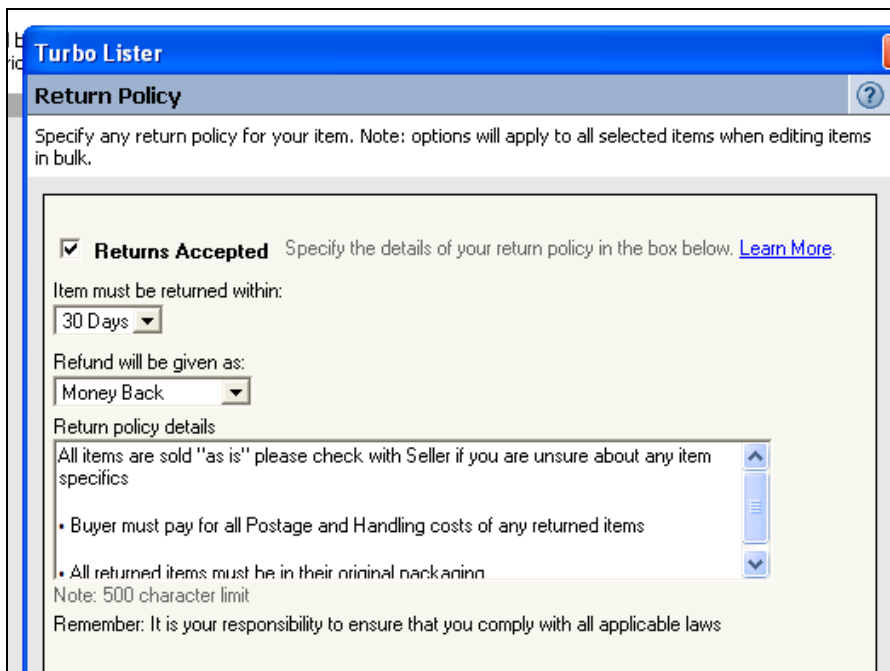 Turbo Lister
Return Policy
Specify any return policy for your item. Note: options will apply to all selected items when editing items
in bulk.
Returns Accepted Specify the details of your return policy in the box below. Learn More.
Item must be returned within:
30 Days
Refund will be given as:
Money Back
Return policy details
All items are sold "as is" please check with Seller if you are unsure about any item
specifics
• Buyer must pay for all Postage and Handling costs of any returned items
• All returned items must be in their original packaging
Note: 500 character limit
Remember: It is your responsibility to ensure that you comply with all applicable laws